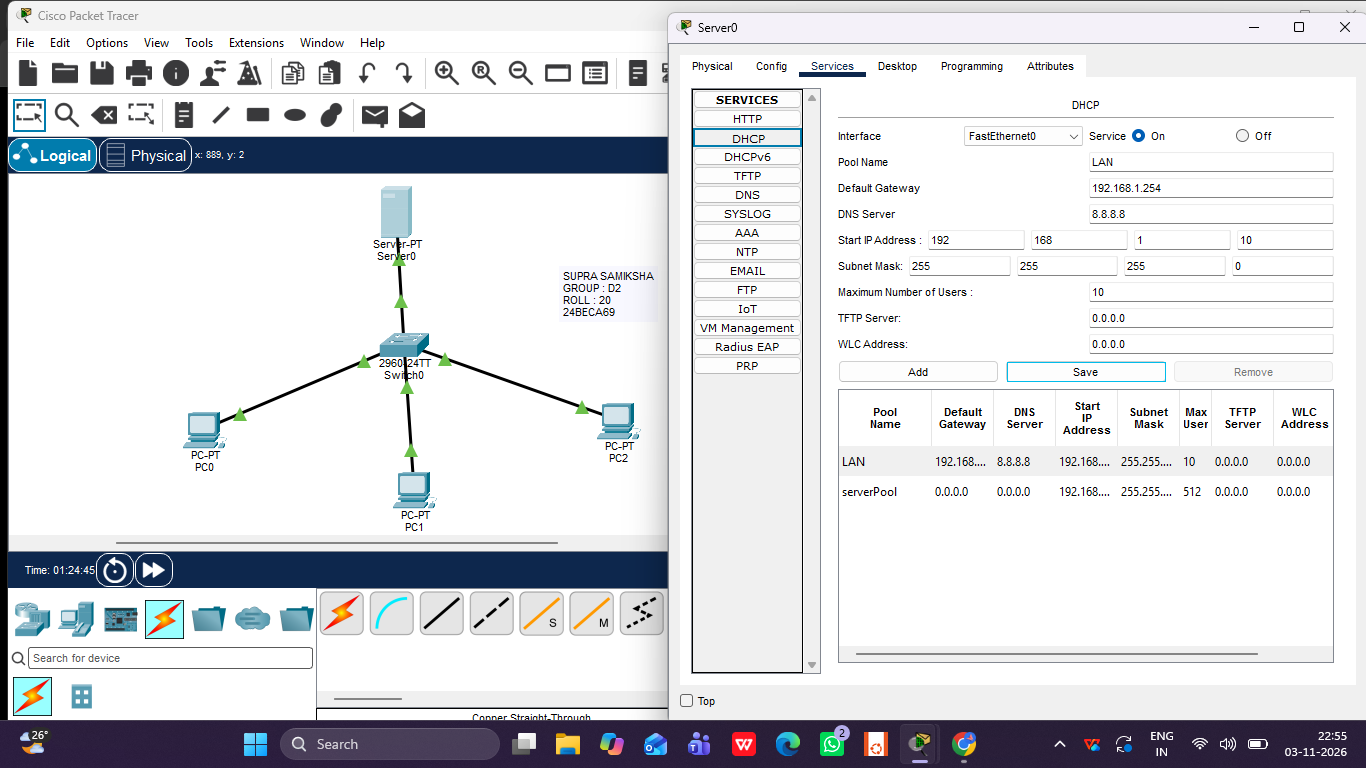 Cisco Packet Tracer
File Edit Options View Tools Extensions Window Help
Logical Physical x: 889, y: 2
Server-PT
Server0
SUPRA SAMIKSHA
GROUP : D2
ROLL : 20
24BECA69
2960-24TT
Switch0
PC-PT
PC0
PC-PT
PC1
PC-PT
PC2
Time: 01:24:45
S M
Search for device
Copper Straight-Through
Server0
Physical Config Services Desktop Programming Attributes
SERVICES
HTTP
DHCP
DHCPv6
TFTP
DNS
SYSLOG
AAA
NTP
EMAIL
FTP
IoT
VM Management
Radius EAP
PRP
DHCP
Interface FastEthernet0 Service On Off
Pool Name LAN
Default Gateway 192.168.1.254
DNS Server 8.8.8.8
Start IP Address : 192 168 1 10
Subnet Mask: 255 255 255 0
Maximum Number of Users : 10
TFTP Server: 0.0.0.0
WLC Address: 0.0.0.0
Add Save Remove
Pool Name Default Gateway DNS Server Start IP Address Subnet Mask Max User TFTP Server WLC Address
LAN 192.168.... 8.8.8.8 192.168.... 255.255.... 10 0.0.0.0 0.0.0.0
serverPool 0.0.0.0 0.0.0.0 192.168.... 255.255.... 512 0.0.0.0 0.0.0.0
Top
26°
Search
2
ENG
IN
22:55
03-11-2026